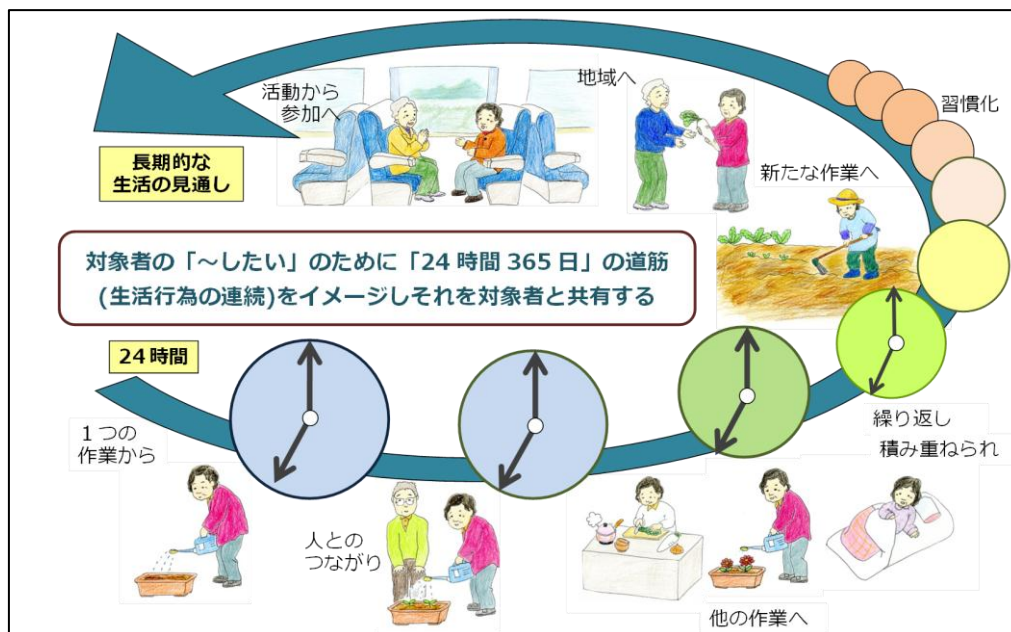 活動から
参加へ
地域へ
習慣化
長期的な
生活の見通し
新たな作業へ
対象者の「～したい」のために「24時間365日」の道筋
(生活行為の連続)をイメージしそれを対象者と共有する
24時間
１つの
作業から
繰り返し
積み重ねられ
人との
つながり
他の作業へ